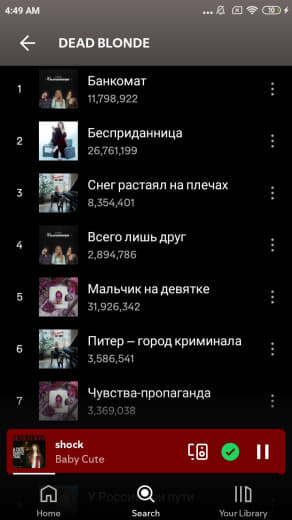 4:49 AM
10
DEAD BLONDE
1
Банкомат
11,798,922
2
Бесприданница
26,761,199
3
Снег растаял на плечах
8,354,401
4
Всего лишь друг
2,894,786
5
Мальчик на девятке
31,926,342
6
Питер – город криминала
3,586,541
7
Чувства-пропаганда
3,369,038
shock
Baby Cute
Home
Search
Your Library